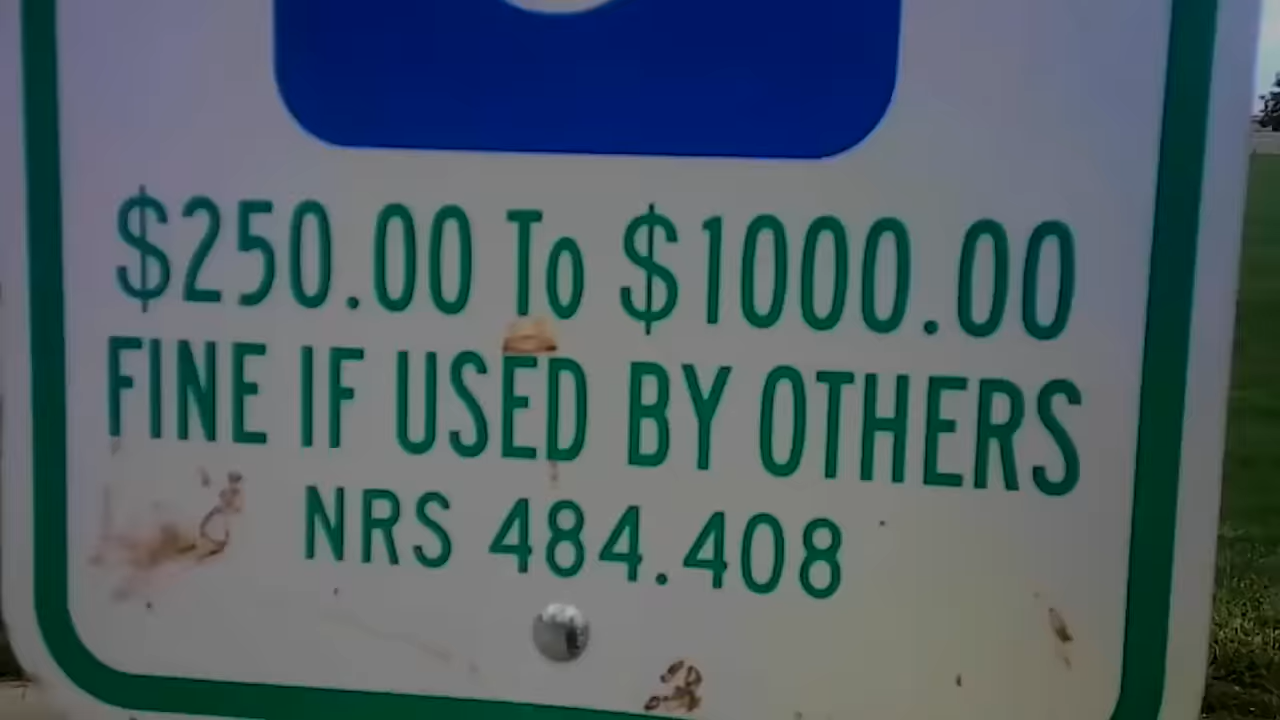 $250.00 To $1000.00
FINE IF USED BY OTHERS
NRS 484.408